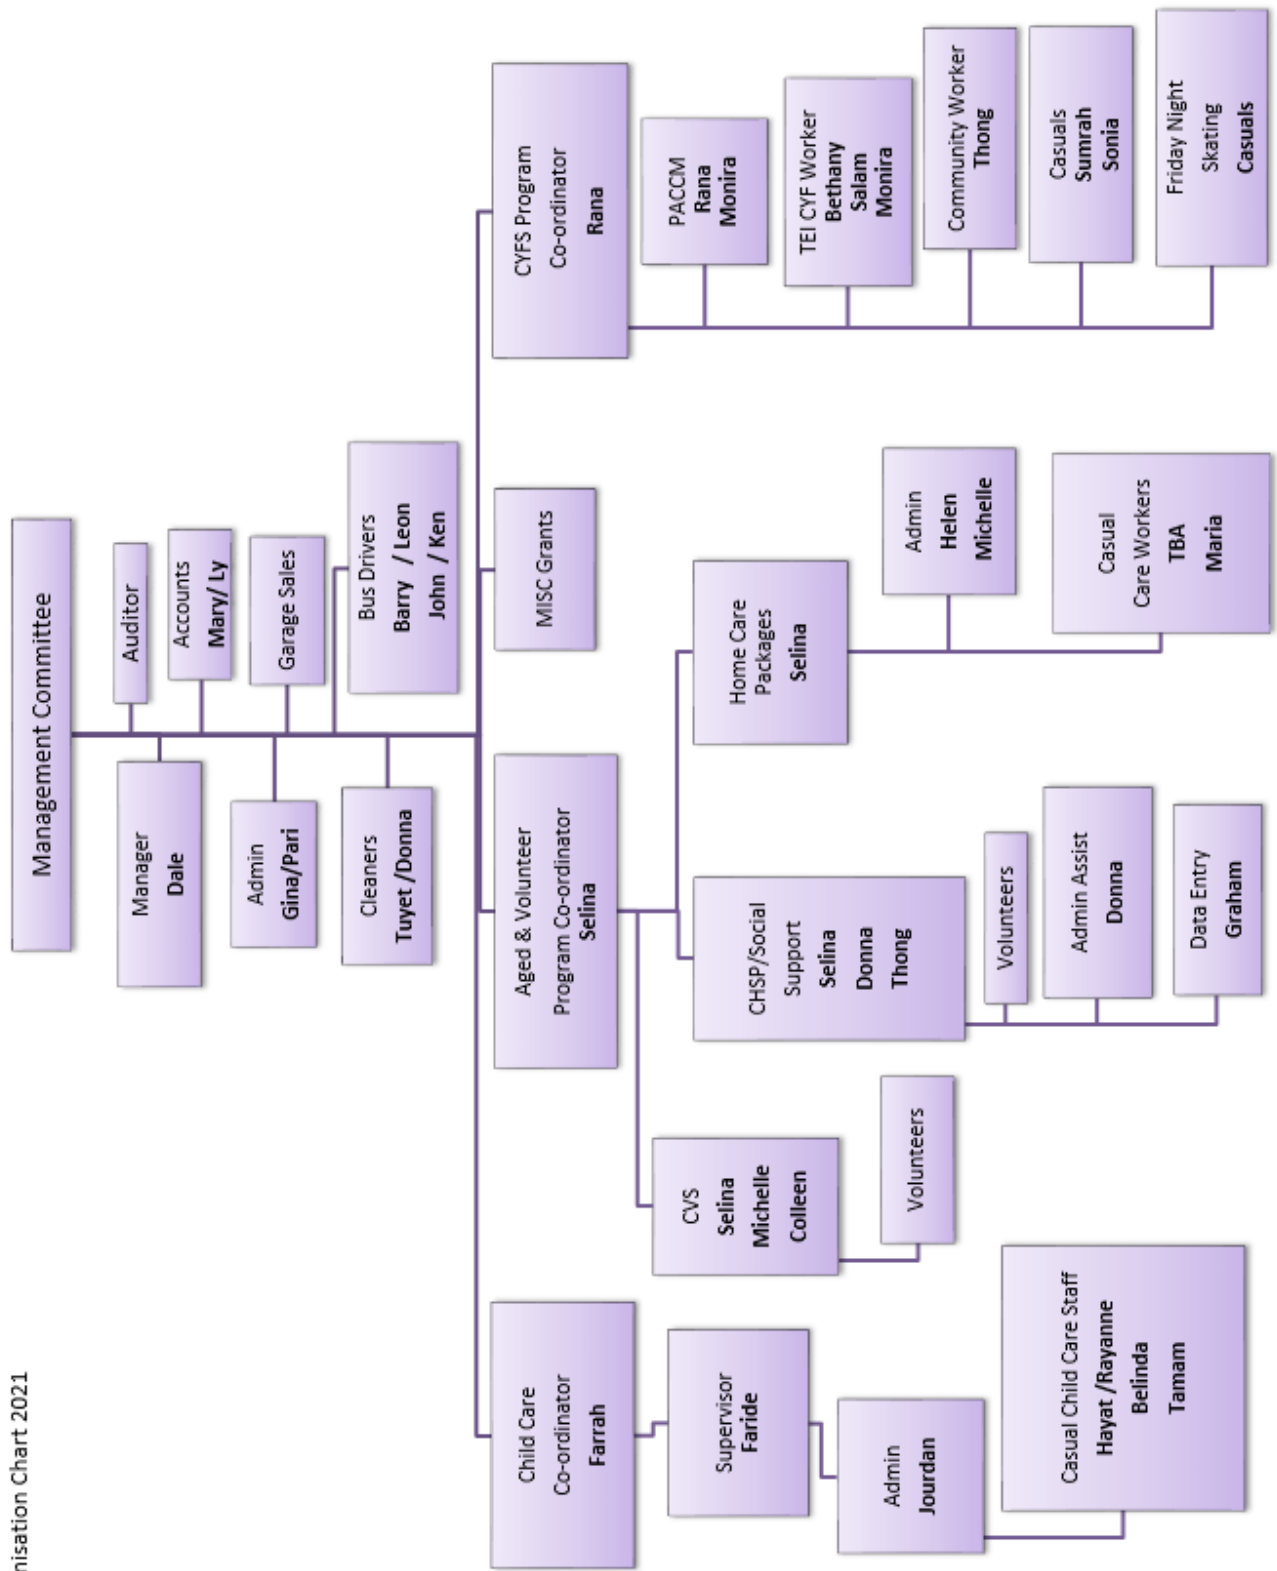 nisation Chart 2021
Management Committee
Manager
Dale
Auditor
Accounts
Mary/ Ly
Admin
Gina/Pari
Garage Sales
Cleaners
Tuyet /Donna
Bus Drivers
Barry / Leon
John / Ken
Child Care
Co-ordinator
Farrah
Supervisor
Faride
Admin
Jourdan
Casual Child Care Staff
Hayat /Rayanne
Belinda
Tamam
Aged & Volunteer
Program Co-ordinator
Selina
CVS
Selina
Michelle
Colleen
Volunteers
CHSP/Social
Support
Selina
Donna
Thong
Volunteers
Admin Assist
Donna
Data Entry
Graham
Home Care
Packages
Selina
Admin
Helen
Michelle
Casual
Care Workers
TBA
Maria
MISC Grants
CYFS Program
Co-ordinator
Rana
PACCM
Rana
Monira
TEI CYF Worker
Bethany
Salam
Monira
Community Worker
Thong
Casuals
Sumrah
Sonia
Friday Night
Skating
Casuals